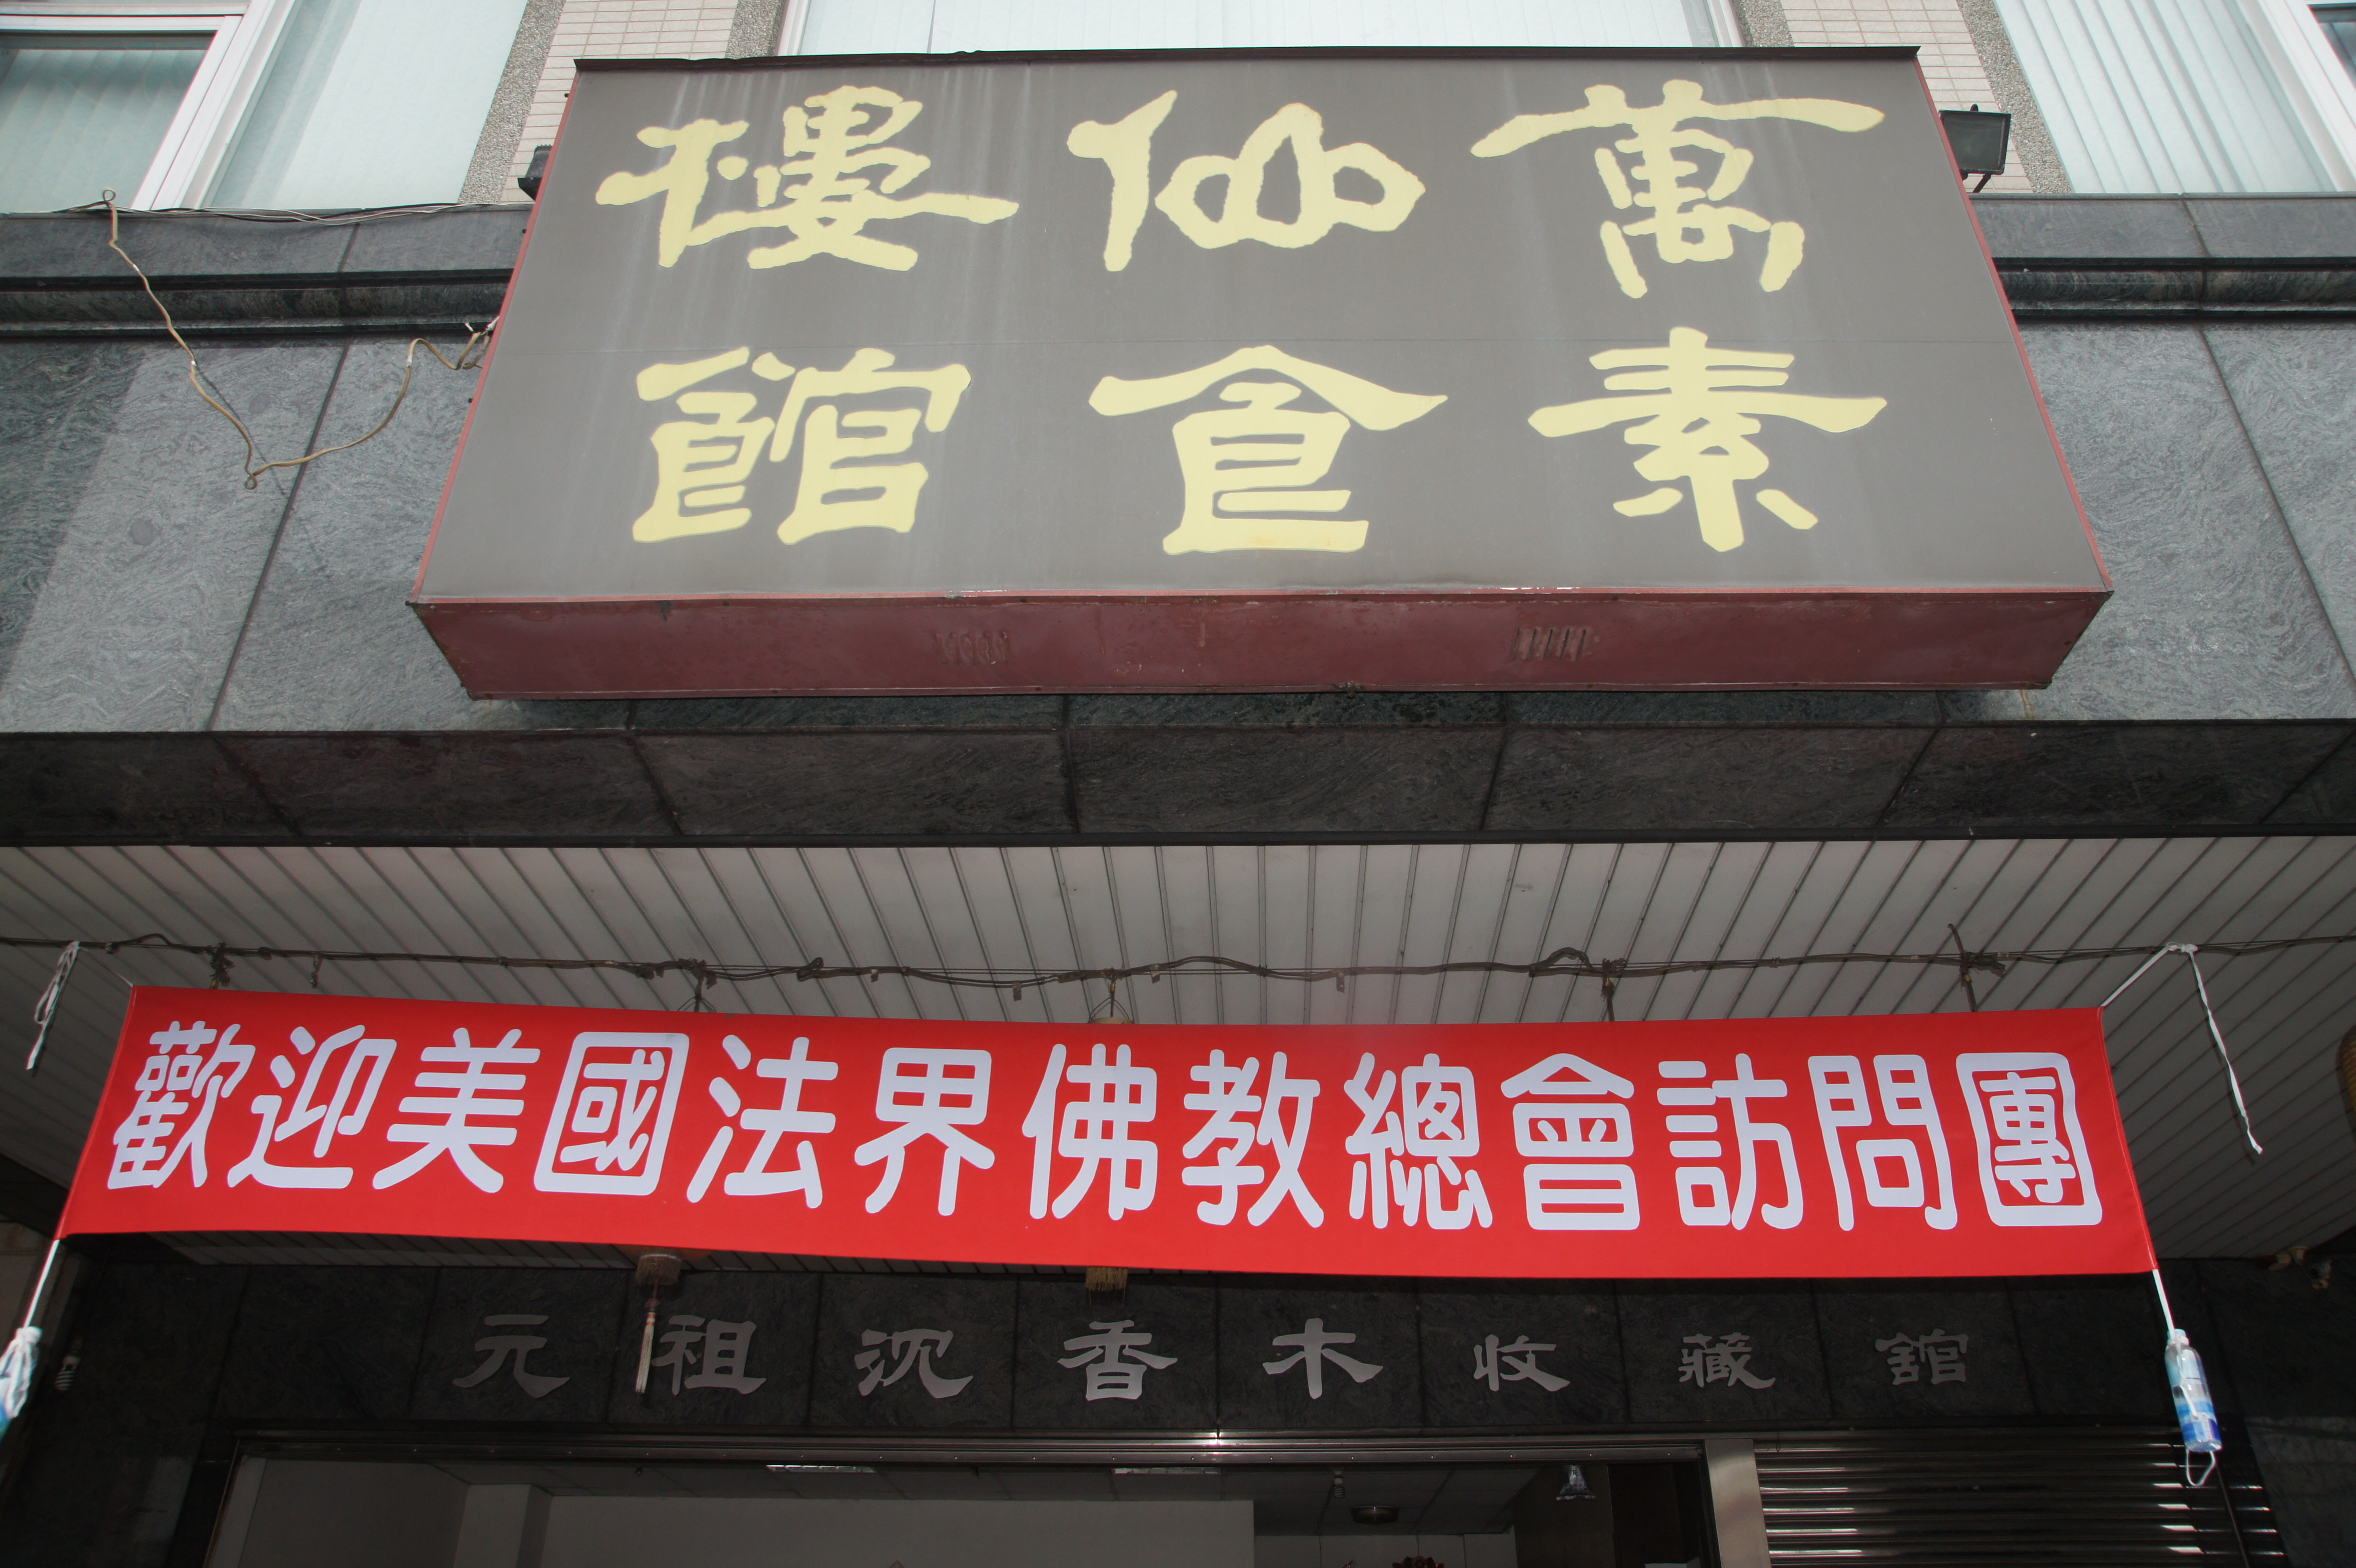 萬仙樓
素食館
歡迎美國法界佛教總會訪問團
元祖沈香木收藏館